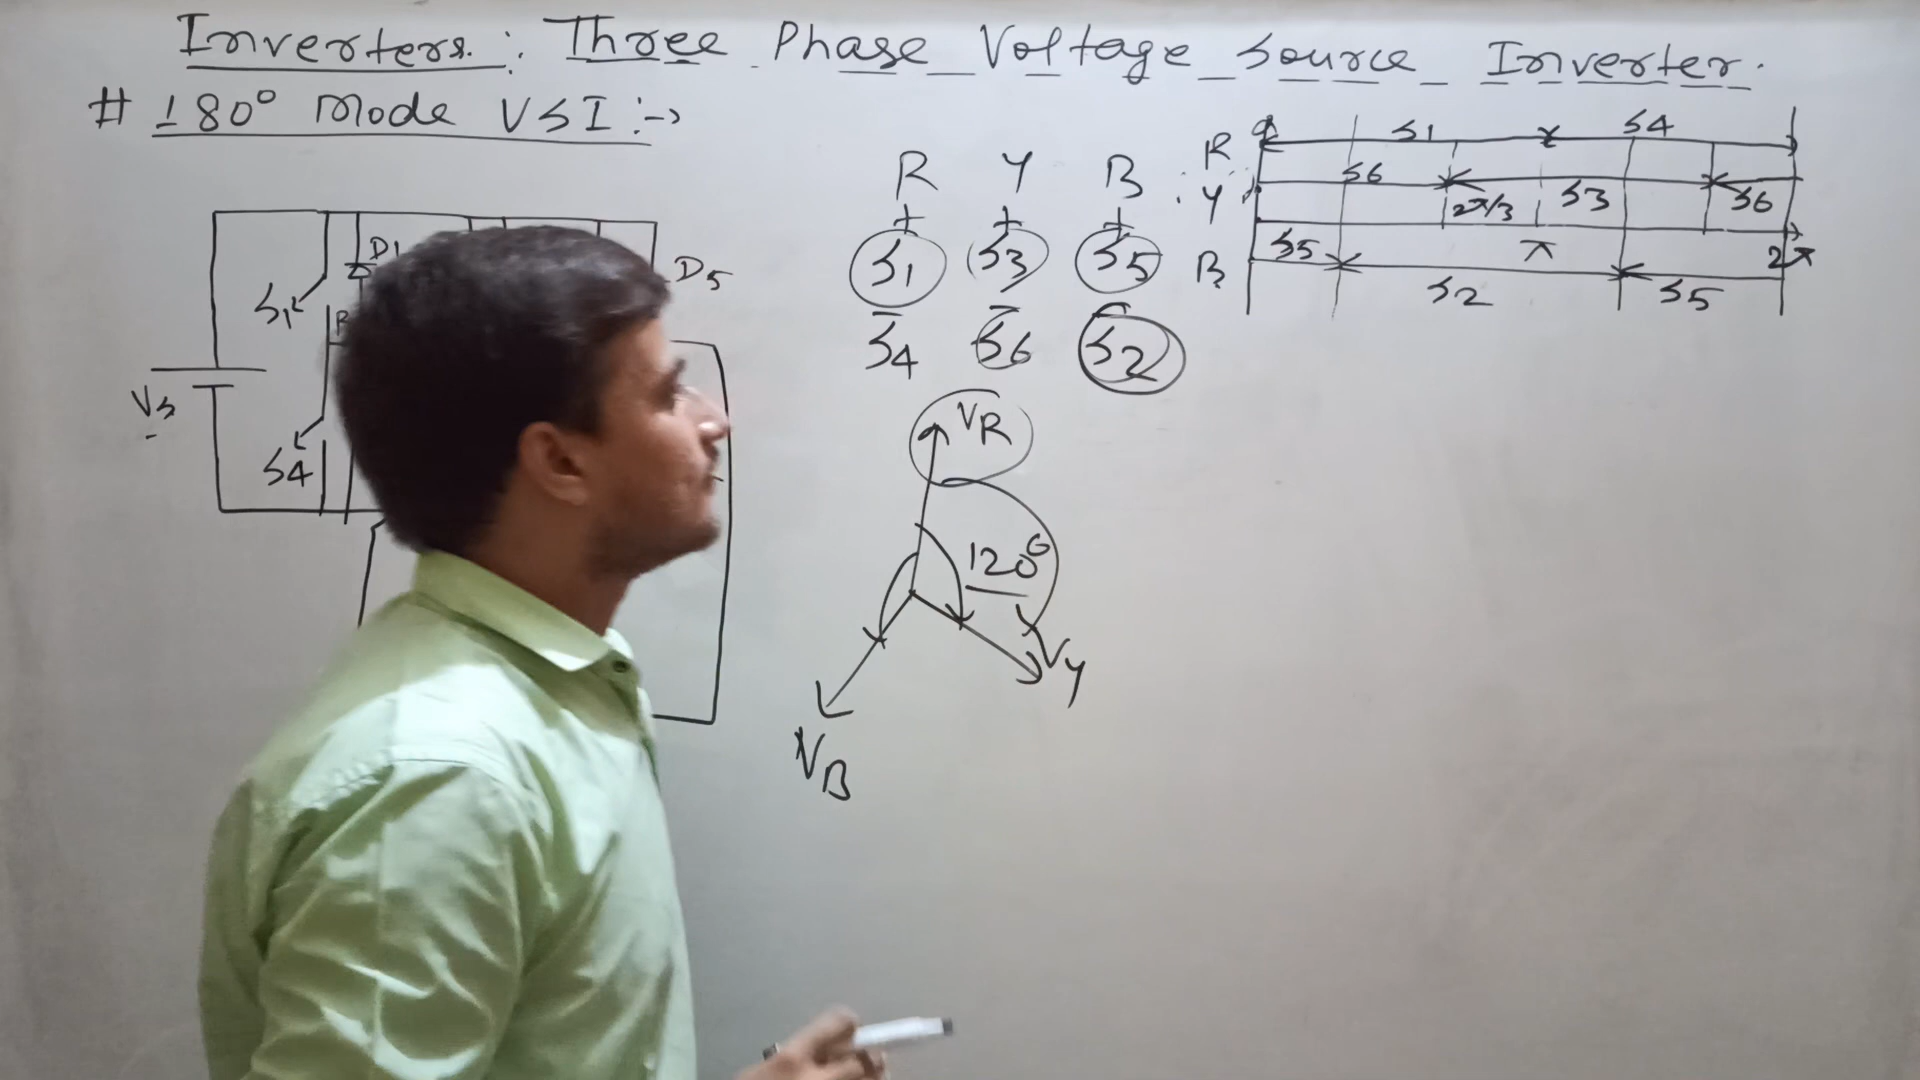 Inverters : Three Phase Voltage Source Inverter.
# 180° Mode VSI :->
R Y B
+ + +
S1 S3 S5
- - -
S4 S6 S2
R S1 S4
Y S6 2π/3 S3 S6
B S5 π 2π
S2 S5
D1 D5
S1
R
Vs
S4
VR
120°
VY
VB